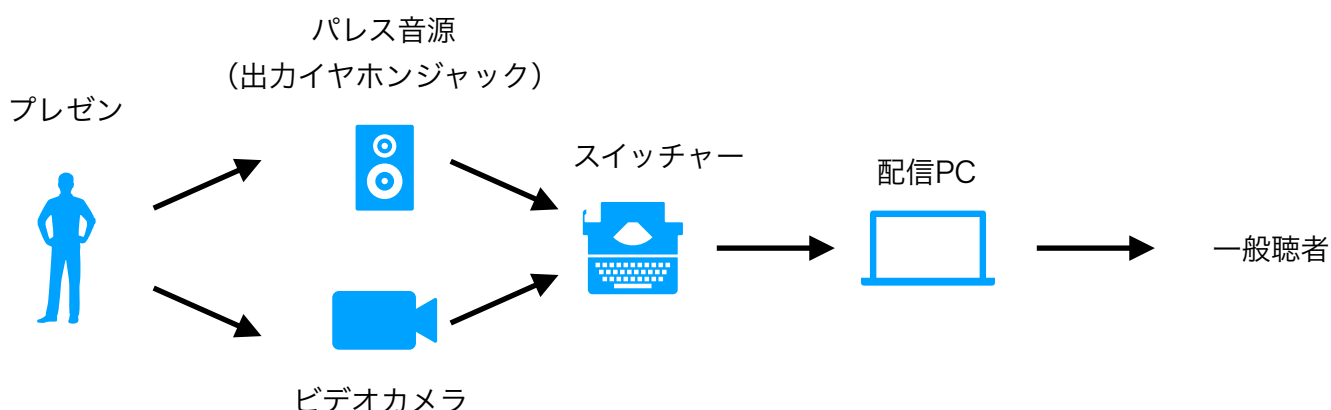 パレス音源
（出力イヤホンジャック）
プレゼン
スイッチャー
配信PC
一般聴者
ビデオカメラ